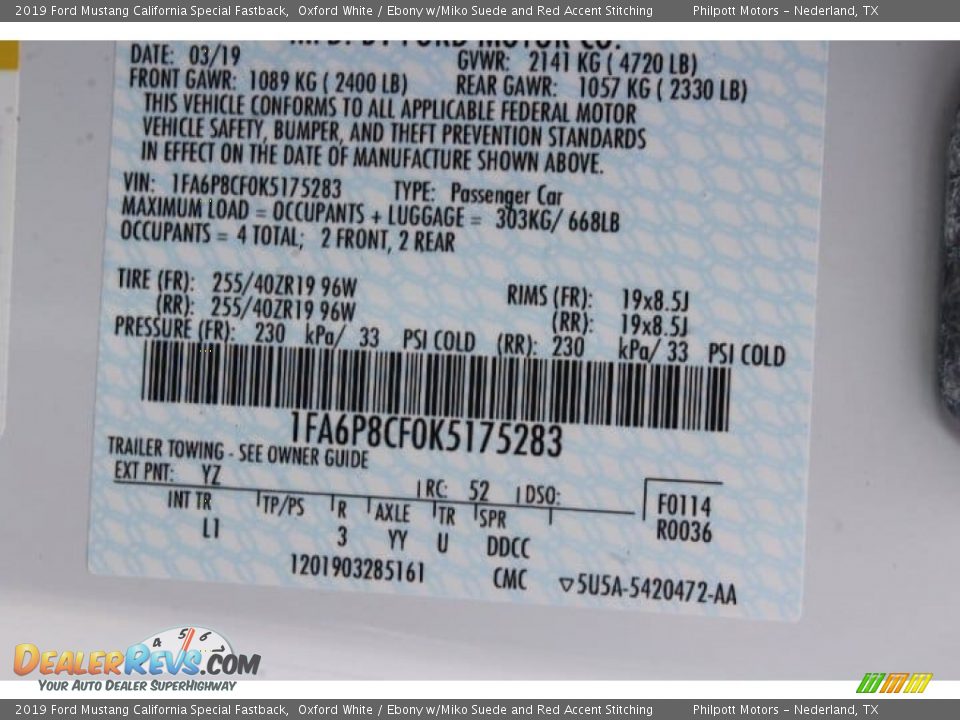 2019 Ford Mustang California Special Fastback, Oxford White / Ebony w/Miko Suede and Red Accent Stitching Philpott Motors – Nederland, TX
MFD. BY FORD MOTOR CO.
DATE: 03/19 GVWR: 2141 KG ( 4720 LB)
FRONT GAWR: 1089 KG ( 2400 LB) REAR GAWR: 1057 KG ( 2330 LB)
THIS VEHICLE CONFORMS TO ALL APPLICABLE FEDERAL MOTOR
VEHICLE SAFETY, BUMPER, AND THEFT PREVENTION STANDARDS
IN EFFECT ON THE DATE OF MANUFACTURE SHOWN ABOVE.
VIN: 1FA6P8CF0K5175283 TYPE: Passenger Car
MAXIMUM LOAD = OCCUPANTS + LUGGAGE = 303KG/ 668LB
OCCUPANTS = 4 TOTAL; 2 FRONT, 2 REAR
TIRE (FR): 255/40ZR19 96W RIMS (FR): 19x8.5J
(RR): 255/40ZR19 96W (RR): 19x8.5J
PRESSURE (FR): 230 kPa/ 33 PSI COLD (RR): 230 kPa/ 33 PSI COLD
1FA6P8CF0K5175283
TRAILER TOWING - SEE OWNER GUIDE
EXT PNT: YZ RC: 52 DSO: F0114
INT TR TP/PS R AXLE TR SPR R0036
L1 3 YY U DDCC
1201903285161 CMC ▽5U5A-5420472-AA
4 5 6
DEALERREVS.COM
YOUR AUTO DEALER SUPERHIGHWAY
2019 Ford Mustang California Special Fastback, Oxford White / Ebony w/Miko Suede and Red Accent Stitching Philpott Motors – Nederland, TX